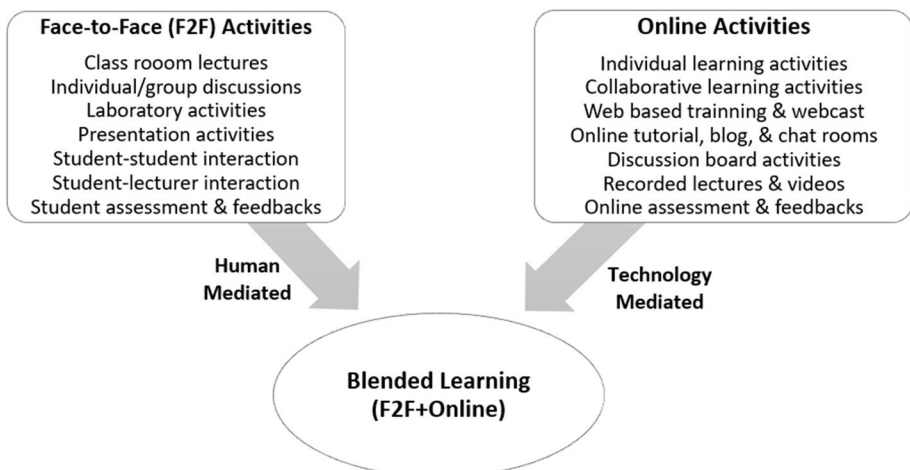 Face-to-Face (F2F) Activities
Class rooom lectures
Individual/group discussions
Laboratory activities
Presentation activities
Student-student interaction
Student-lecturer interaction
Student assessment & feedbacks
Online Activities
Individual learning activities
Collaborative learning activities
Web based trainning & webcast
Online tutorial, blog, & chat rooms
Discussion board activities
Recorded lectures & videos
Online assessment & feedbacks
Human
Mediated
Technology
Mediated
Blended Learning
(F2F+Online)